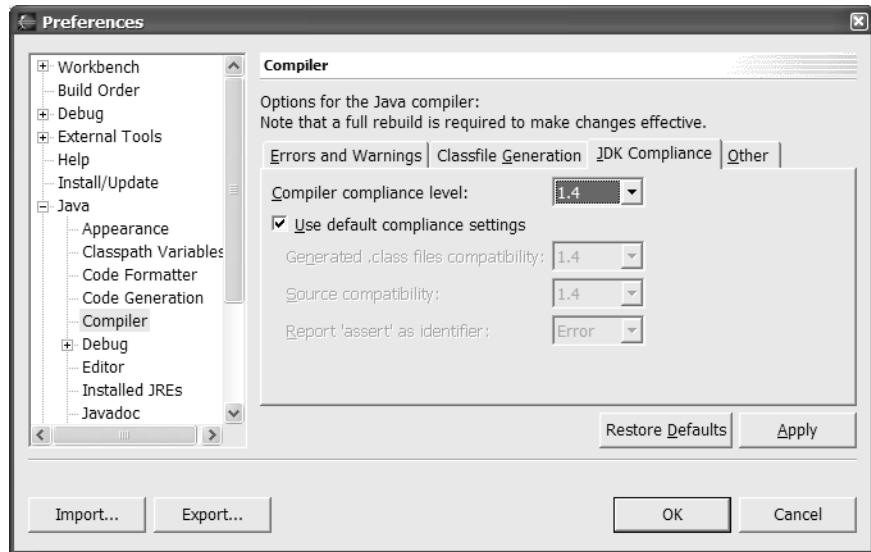 Preferences
Workbench
Build Order
Debug
External Tools
Help
Install/Update
Java
Appearance
Classpath Variables
Code Formatter
Code Generation
Compiler
Debug
Editor
Installed JREs
Javadoc
Compiler
Options for the Java compiler:
Note that a full rebuild is required to make changes effective.
Errors and Warnings Classfile Generation JDK Compliance Other
Compiler compliance level: 1.4
Use default compliance settings
Generated .class files compatibility: 1.4
Source compatibility: 1.4
Report 'assert' as identifier: Error
Restore Defaults Apply
Import... Export... OK Cancel